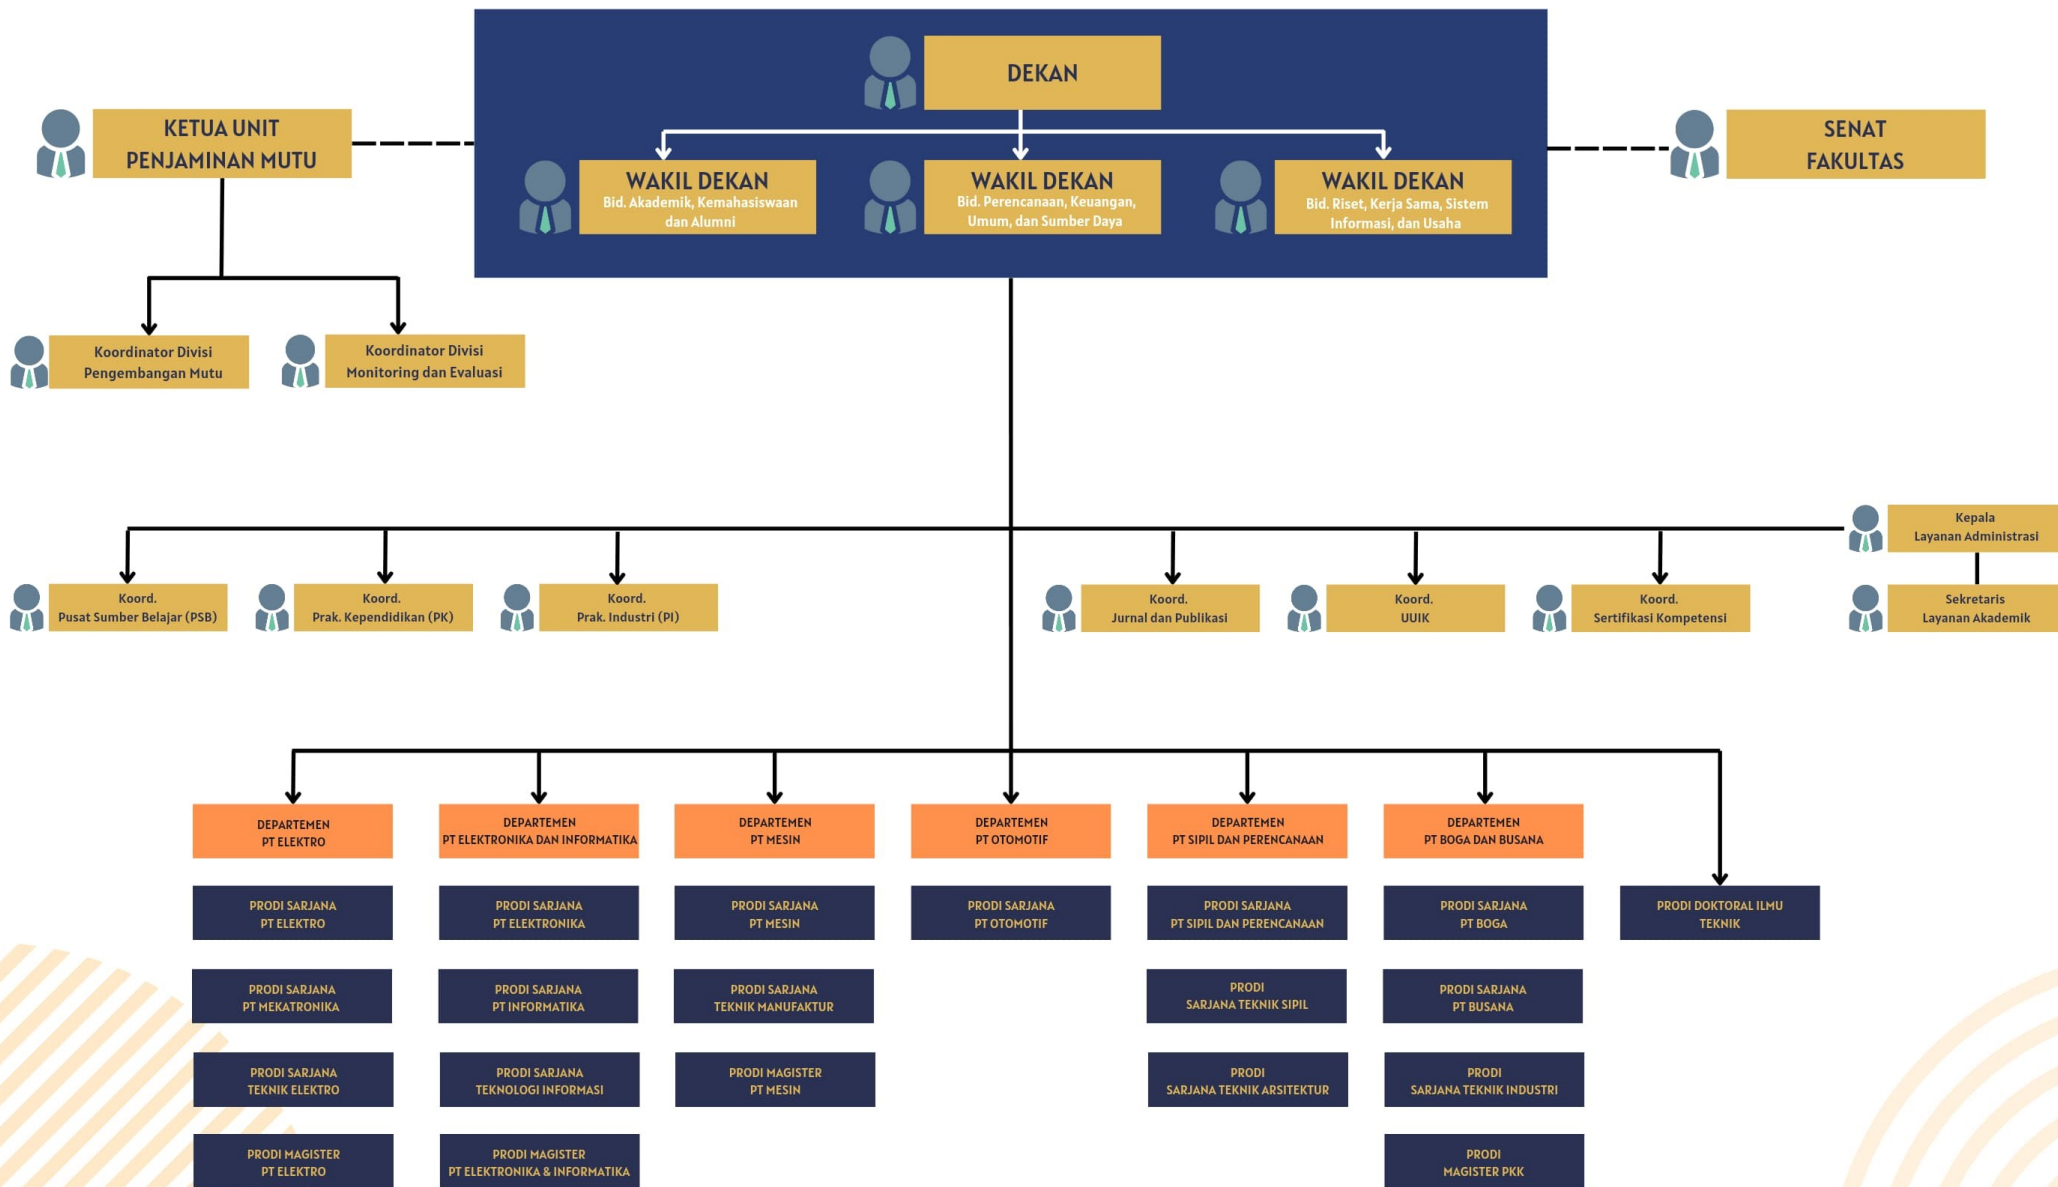 DEKAN
KETUA UNIT
PENJAMINAN MUTU
SENAT
FAKULTAS
WAKIL DEKAN
Bid. Akademik, Kemahasiswaan
dan Alumni
WAKIL DEKAN
Bid. Perencanaan, Keuangan,
Umum, dan Sumber Daya
WAKIL DEKAN
Bid. Riset, Kerja Sama, Sistem
Informasi, dan Usaha
Koordinator Divisi
Pengembangan Mutu
Koordinator Divisi
Monitoring dan Evaluasi
Kepala
Layanan Administrasi
Koord.
Pusat Sumber Belajar (PSB)
Koord.
Prak. Kependidikan (PK)
Koord.
Prak. Industri (PI)
Koord.
Jurnal dan Publikasi
Koord.
UUIK
Koord.
Sertifikasi Kompetensi
Sekretaris
Layanan Akademik
DEPARTEMEN
PT ELEKTRO
DEPARTEMEN
PT ELEKTRONIKA DAN INFORMATIKA
DEPARTEMEN
PT MESIN
DEPARTEMEN
PT OTOMOTIF
DEPARTEMEN
PT SIPIL DAN PERENCANAAN
DEPARTEMEN
PT BOGA DAN BUSANA
PRODI SARJANA
PT ELEKTRO
PRODI SARJANA
PT ELEKTRONIKA
PRODI SARJANA
PT MESIN
PRODI SARJANA
PT OTOMOTIF
PRODI SARJANA
PT SIPIL DAN PERENCANAAN
PRODI SARJANA
PT BOGA
PRODI DOKTORAL ILMU
TEKNIK
PRODI SARJANA
PT MEKATRONIKA
PRODI SARJANA
PT INFORMATIKA
PRODI SARJANA
TEKNIK MANUFAKTUR
PRODI
SARJANA TEKNIK SIPIL
PRODI SARJANA
PT BUSANA
PRODI SARJANA
TEKNIK ELEKTRO
PRODI SARJANA
TEKNOLOGI INFORMASI
PRODI MAGISTER
PT MESIN
PRODI
SARJANA TEKNIK ARSITEKTUR
PRODI
SARJANA TEKNIK INDUSTRI
PRODI MAGISTER
PT ELEKTRO
PRODI MAGISTER
PT ELEKTRONIKA & INFORMATIKA
PRODI
MAGISTER PKK